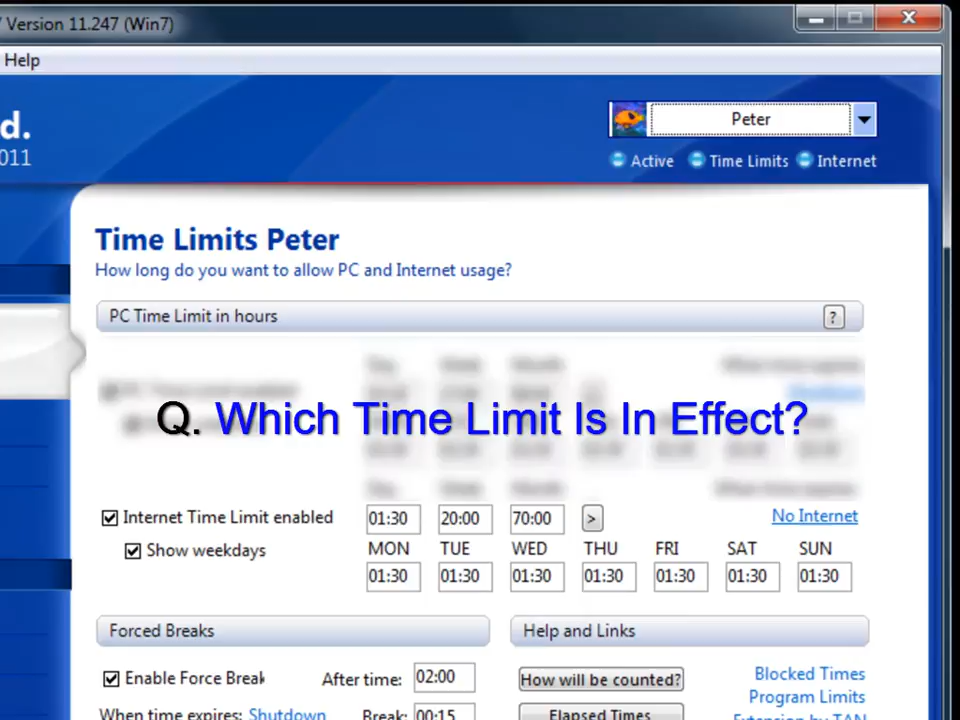 Version 11.247 (Win7)
Help
d.
011
Peter
Active Time Limits Internet
Time Limits Peter
How long do you want to allow PC and Internet usage?
PC Time Limit in hours ?
Q. Which Time Limit Is In Effect?
Internet Time Limit enabled 01:30 20:00 70:00 > No Internet
Show weekdays MON TUE WED THU FRI SAT SUN
01:30 01:30 01:30 01:30 01:30 01:30 01:30
Forced Breaks Help and Links
Enable Force Break After time: 02:00 How will be counted? Blocked Times
Program Limits
When time expires: Shutdown Break: 00:15 Elapsed Times Extension by TAN